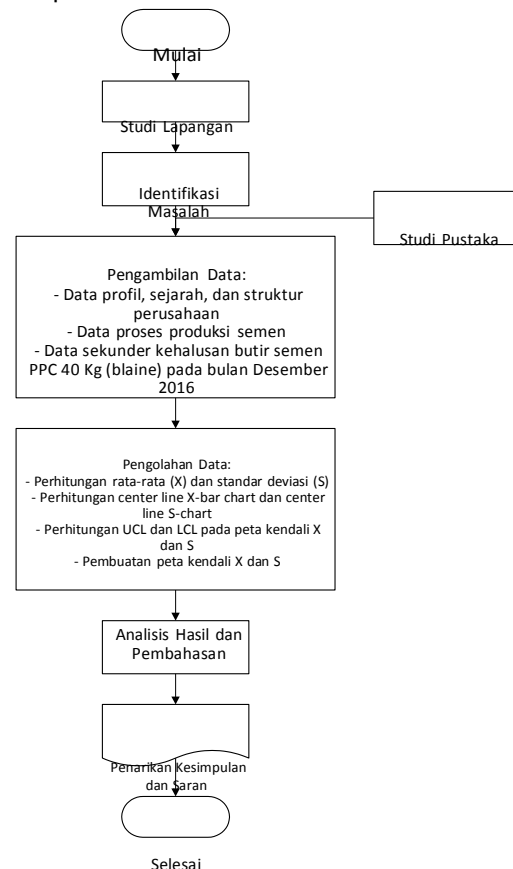 Mulai
Studi Lapangan
Identifikasi
Masalah
Studi Pustaka
Pengambilan Data:
- Data profil, sejarah, dan struktur
perusahaan
- Data proses produksi semen
- Data sekunder kehalusan butir semen
PPC 40 Kg (blaine) pada bulan Desember
2016
Pengolahan Data:
- Perhitungan rata-rata (X) dan standar deviasi (S)
- Perhitungan center line X-bar chart dan center
line S-chart
- Perhitungan UCL dan LCL pada peta kendali X
dan S
- Pembuatan peta kendali X dan S
Analisis Hasil dan
Pembahasan
Penarikan Kesimpulan
dan Saran
Selesai